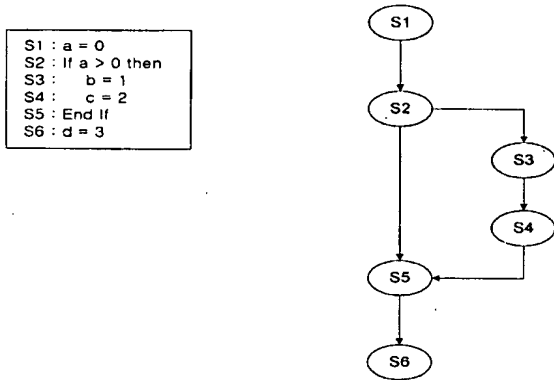 S1 : a = 0
S2 : If a > 0 then
S3 : b = 1
S4 : c = 2
S5 : End If
S6 : d = 3
S1
S2
S3
S4
S5
S6